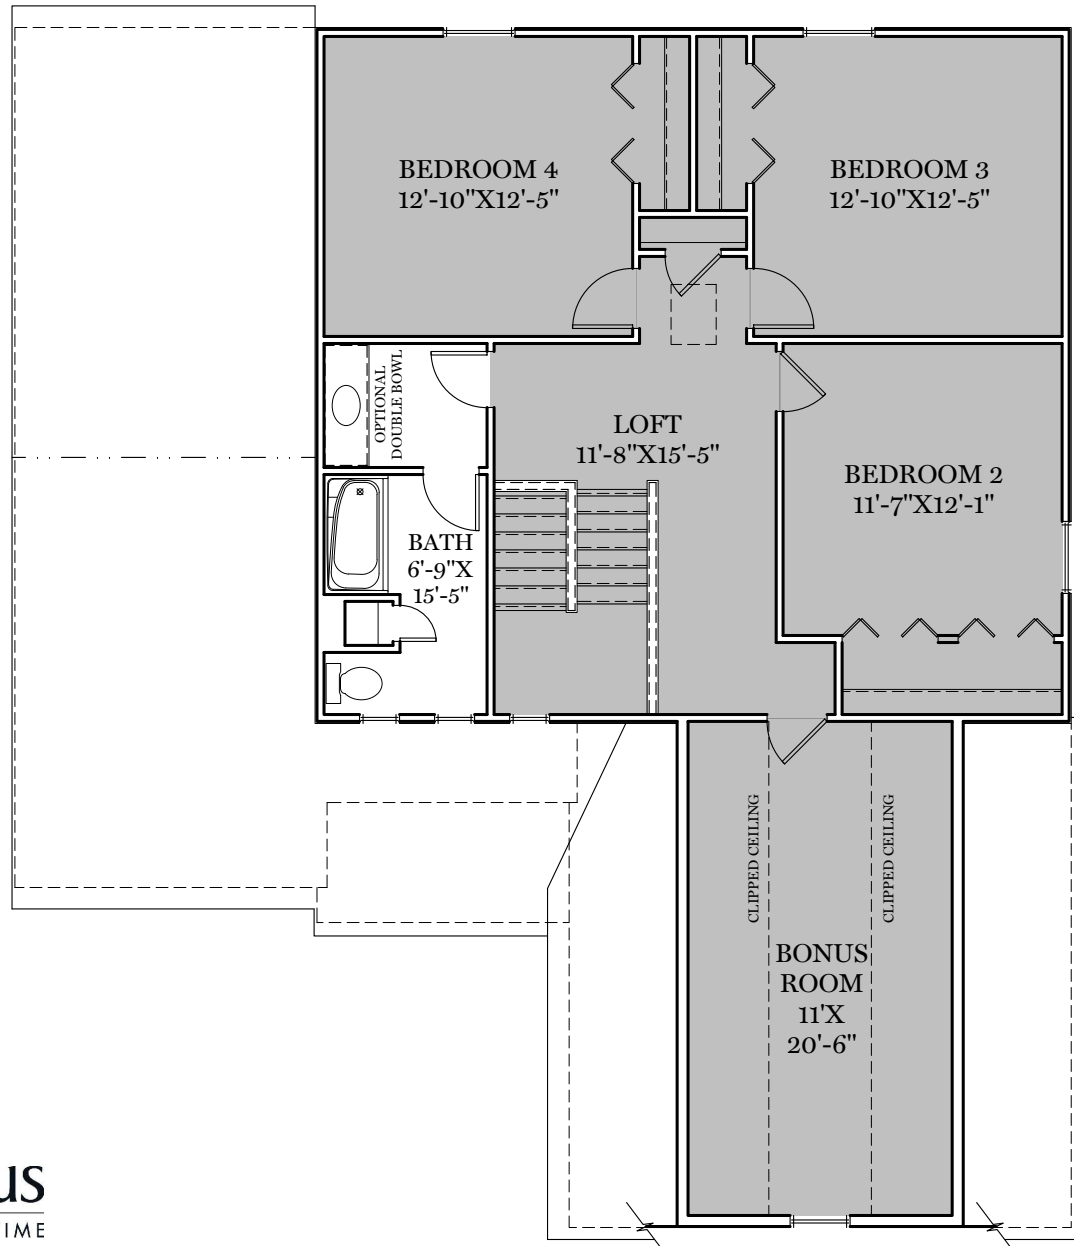 BEDROOM 4
12'-10"X12'-5"
BEDROOM 3
12'-10"X12'-5"
OPTIONAL
DOUBLE BOWL
LOFT
11'-8"X15'-5"
BEDROOM 2
11'-7"X12'-1"
BATH
6'-9"X
15'-5"
CLIPPED CEILING
CLIPPED CEILING
BONUS
ROOM
11'X
20'-6"
us
IME